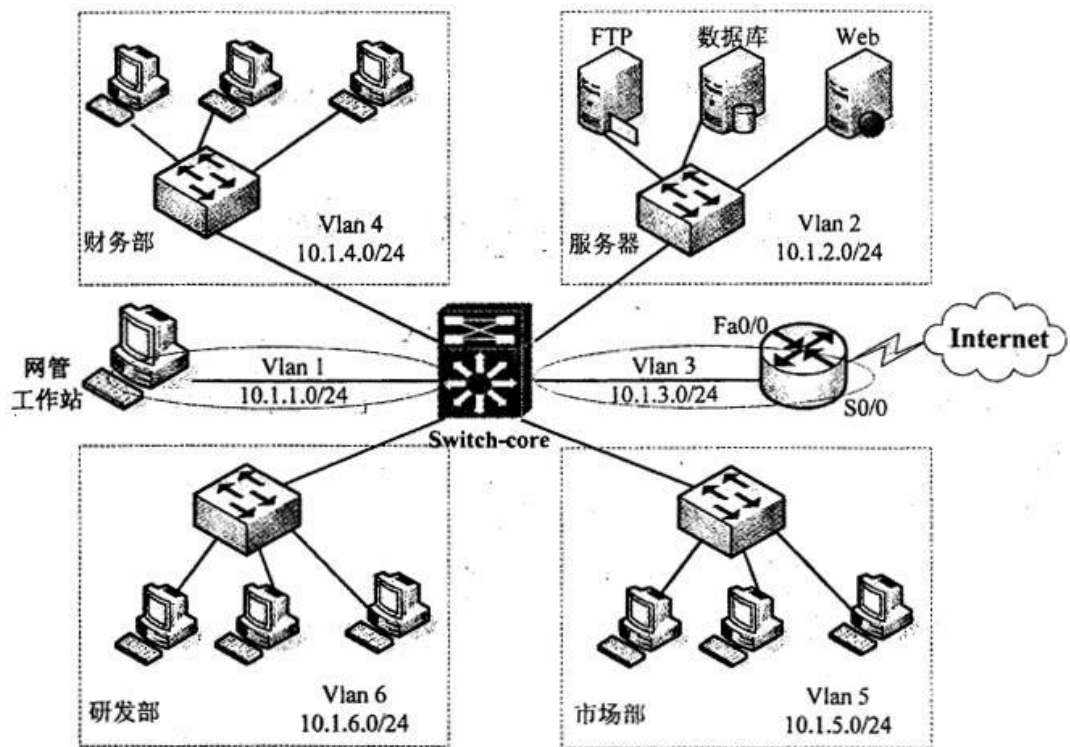 FTP
数据库
Web
Vlan 4
财务部
10.1.4.0/24
Vlan 2
服务器
10.1.2.0/24
网管
工作站
Vlan 1
10.1.1.0/24
Switch-core
Vlan 3
10.1.3.0/24
Fa0/0
S0/0
Internet
Vlan 6
研发部
10.1.6.0/24
Vlan 5
市场部
10.1.5.0/24